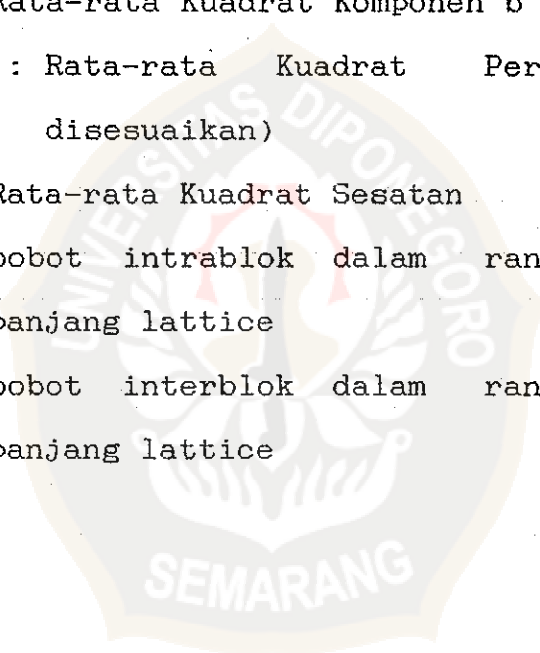 Rata-rata Kuadrat Komponen b
: Rata-rata Kuadrat Per
disesuaikan)
Rata-rata Kuadrat Sesatan
bobot intrablok dalam ran
panjang lattice
bobot interblok dalam ran
panjang lattice
UNIVERSITAS DIPONEGORO
SEMARANG